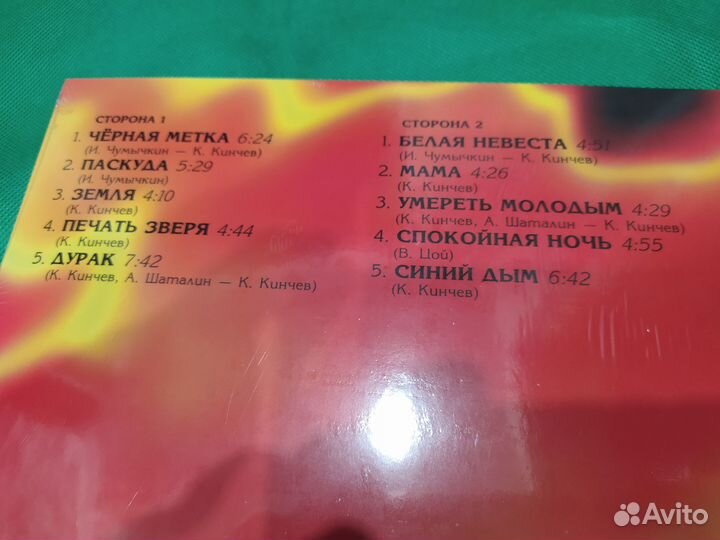 СТОРОНА 1
1. ЧЁРНАЯ МЕТКА 6:24
(И. Чумычкин — К. Кинчев)
2. ПАСКУДА 5:29
(И. Чумычкин)
3. ЗЕМЛЯ 4:10
(К. Кинчев)
4. ПЕЧАТЬ ЗВЕРЯ 4:44
(К. Кинчев)
5. ДУРАК 7:42
(К. Кинчев, А. Шаталин — К. Кинчев)
СТОРОНА 2
1. БЕЛАЯ НЕВЕСТА 4:51
(И. Чумычкин — К. Кинчев)
2. МАМА 4:26
(К. Кинчев)
3. УМЕРЕТЬ МОЛОДЫМ 4:29
(К. Кинчев, А. Шаталин — К. Кинчев)
4. СПОКОЙНАЯ НОЧЬ 4:55
(В. Цой)
5. СИНИЙ ДЫМ 6:42
(К. Кинчев)
Avito